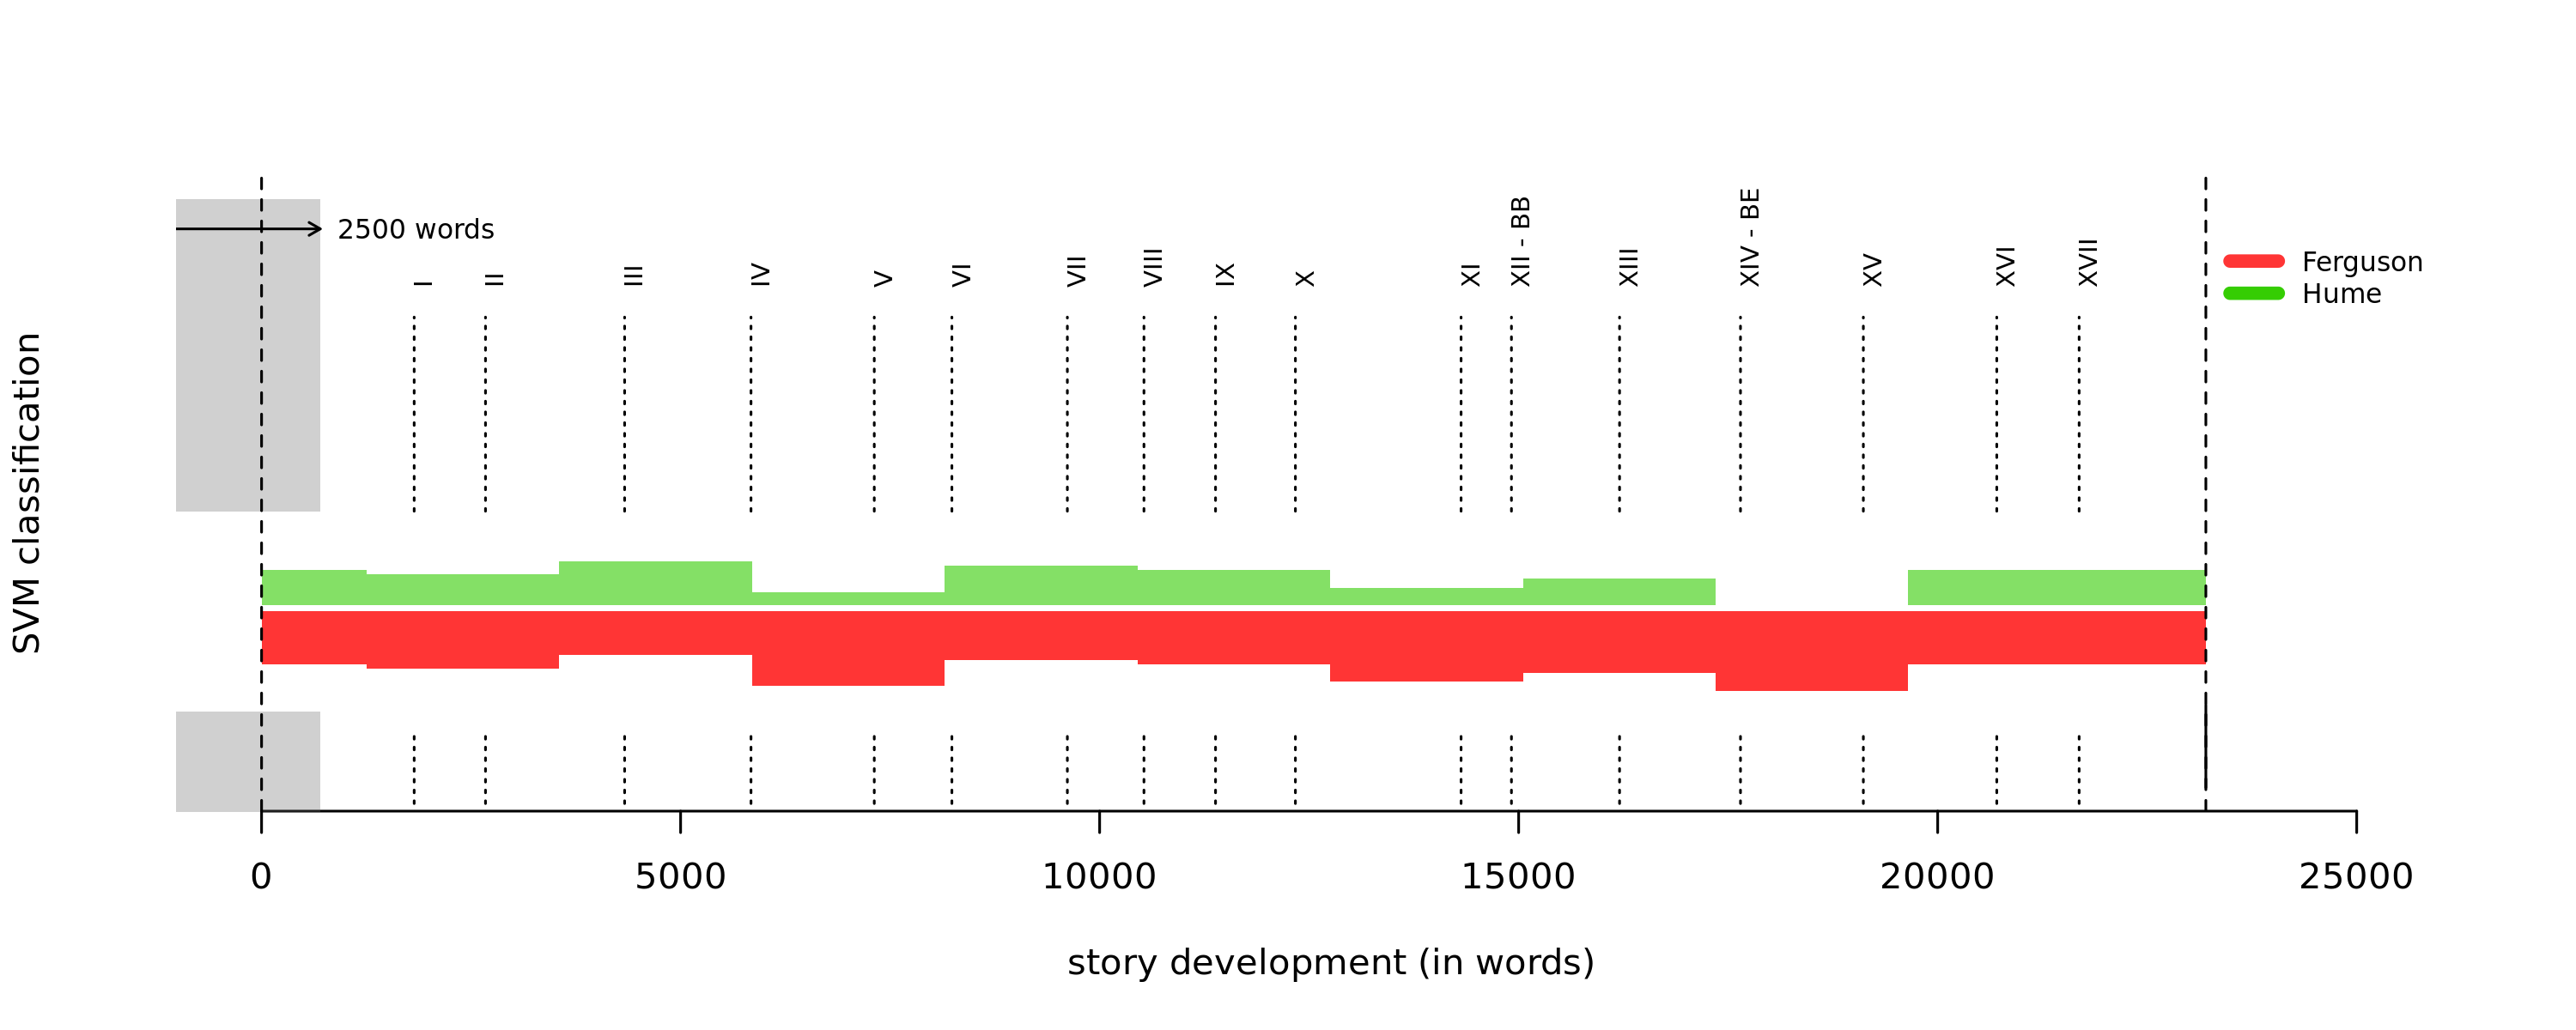 2500 words
I
II
III
IV
V
VI
VII
VIII
IX
X
XI
XII - BB
XIII
XIV - BE
XV
XVI
XVII
Ferguson
Hume
SVM classification
0
5000
10000
15000
20000
25000
story development (in words)